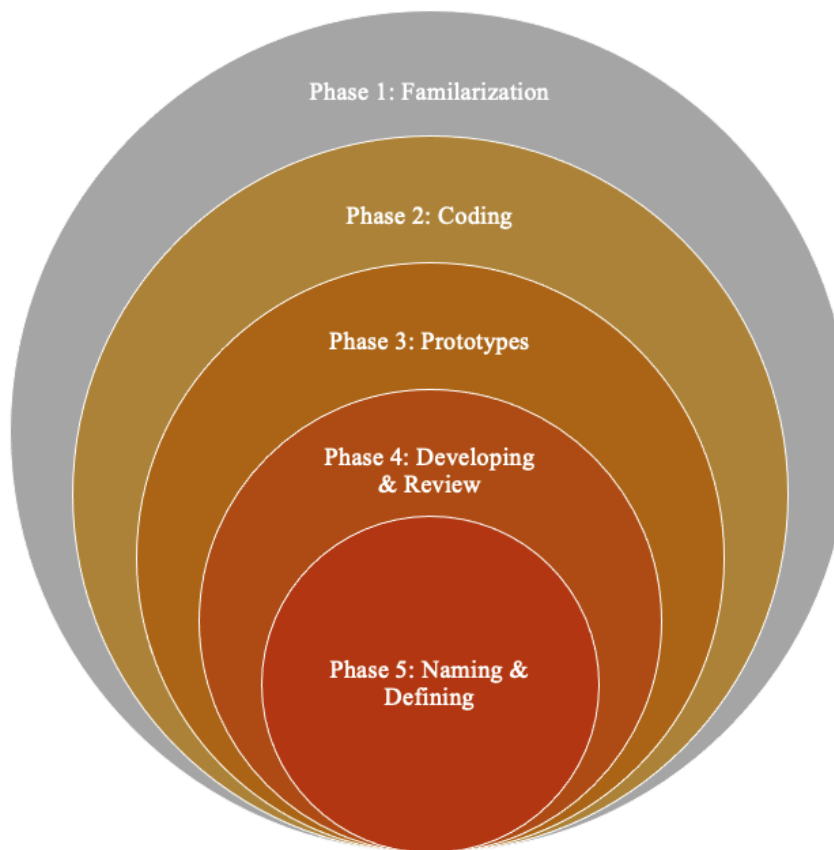 Phase 1: Familarization
Phase 2: Coding
Phase 3: Prototypes
Phase 4: Developing
& Review
Phase 5: Naming &
Defining